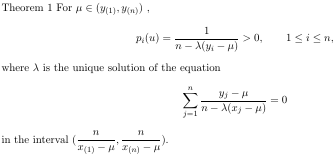 Theorem 1 For $\mu \in (y_{(1)}, y_{(n)})$ ,
$$p_i(u) = \frac{1}{n - \lambda(y_i - \mu)} > 0, \qquad 1 \leq i \leq n,$$
where $\lambda$ is the unique solution of the equation
$$\sum_{j=1}^{n} \frac{y_j - \mu}{n - \lambda(x_j - \mu)} = 0$$
in the interval $(\frac{n}{x_{(1)} - \mu}, \frac{n}{x_{(n)} - \mu})$.